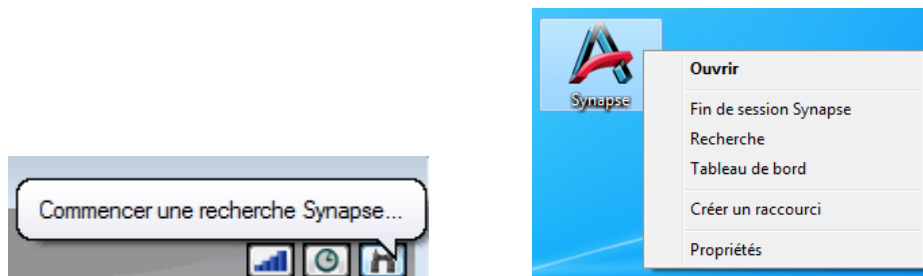 Commencer une recherche Synapse...
Synapse
Ouvrir
Fin de session Synapse
Recherche
Tableau de bord
Créer un raccourci
Propriétés